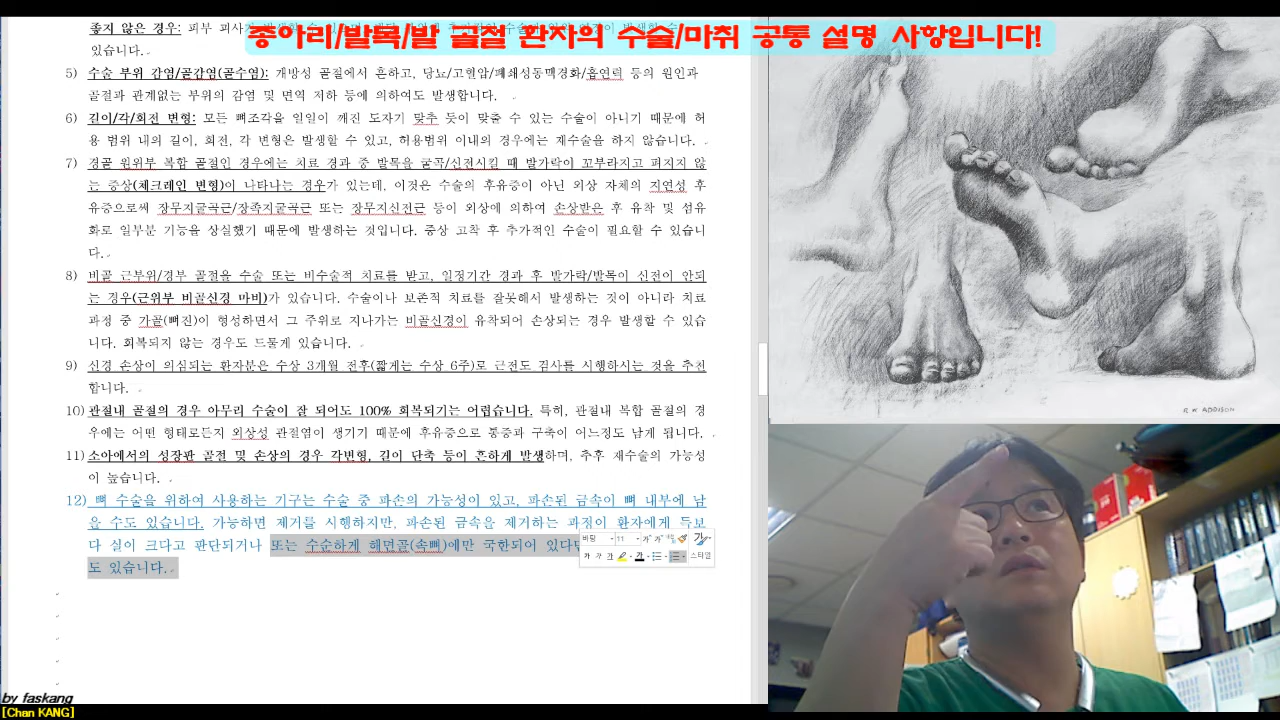 종아리/발목/발 골절 환자의 수술/마취 공통 설명 사항입니다!
좋지 않은 경우: 피부 괴사가
있습니다.
5) 수술 부위 감염/골감염(골수염): 개방성 골절에서 흔하고, 당뇨/고혈압/폐쇄성동맥경화/흡연력 등의 원인과
골절과 관계없는 부위의 감염 및 면역 저하 등에 의하여도 발생합니다.
6) 길이/각/회전 변형: 모든 뼈조각을 일일이 깨진 도자기 맞추 듯이 맞출 수 있는 수술이 아니기 때문에 허
용 범위 내의 길이, 회전, 각 변형은 발생할 수 있고, 허용범위 이내의 경우에는 재수술을 하지 않습니다.
7) 경골 원위부 복합 골절인 경우에는 치료 경과 중 발목을 굴곡/신전시킬 때 발가락이 꼬부라지고 펴지지 않
는 증상(체크레인 변형)이 나타나는 경우가 있는데, 이것은 수술의 후유증이 아닌 외상 자체의 지연성 후
유증으로써 장무지굴곡근/장족지굴곡근 또는 장무지신전근 등이 외상에 의하여 손상받은 후 유착 및 섬유
화로 일부분 기능을 상실했기 때문에 발생하는 것입니다. 증상 고착 후 추가적인 수술이 필요할 수 있습니
다.
8) 비골 근부위/경부 골절을 수술 또는 비수술적 치료를 받고, 일정기간 경과 후 발가락/발목이 신전이 안되
는 경우(근위부 비골신경 마비)가 있습니다. 수술이나 보존적 치료를 잘못해서 발생하는 것이 아니라 치료
과정 중 가골(뼈진)이 형성하면서 그 주위로 지나가는 비골신경이 유착되어 손상되는 경우 발생할 수 있습
니다. 회복되지 않는 경우도 드물게 있습니다.
9) 신경 손상이 의심되는 환자분은 수상 3개월 전후(짧게는 수상 6주)로 근전도 검사를 시행하시는 것을 추천
합니다.
10) 관절내 골절의 경우 아무리 수술이 잘 되어도 100% 회복되기는 어렵습니다. 특히, 관절내 복합 골절의 경
우에는 어떤 형태로든지 외상성 관절염이 생기기 때문에 후유증으로 통증과 구축이 어느정도 남게 됩니다.
11) 소아에서의 성장판 골절 및 손상의 경우 각변형, 길이 단축 등이 흔하게 발생하며, 추후 재수술의 가능성
이 높습니다.
12) 뼈 수술을 위하여 사용하는 기구는 수술 중 파손의 가능성이 있고, 파손된 금속이 뼈 내부에 남
을 수도 있습니다. 가능하면 제거를 시행하지만, 파손된 금속을 제거하는 과정이 환자에게 득보
다 실이 크다고 판단되거나 또는 수순하게 해면골(속뼈)에만 국한되어 있다
도 있습니다.
바탕 11 가 가 가
가 가 가 가 스타일
R W ADDISON
by faskang
[Chan KANG]